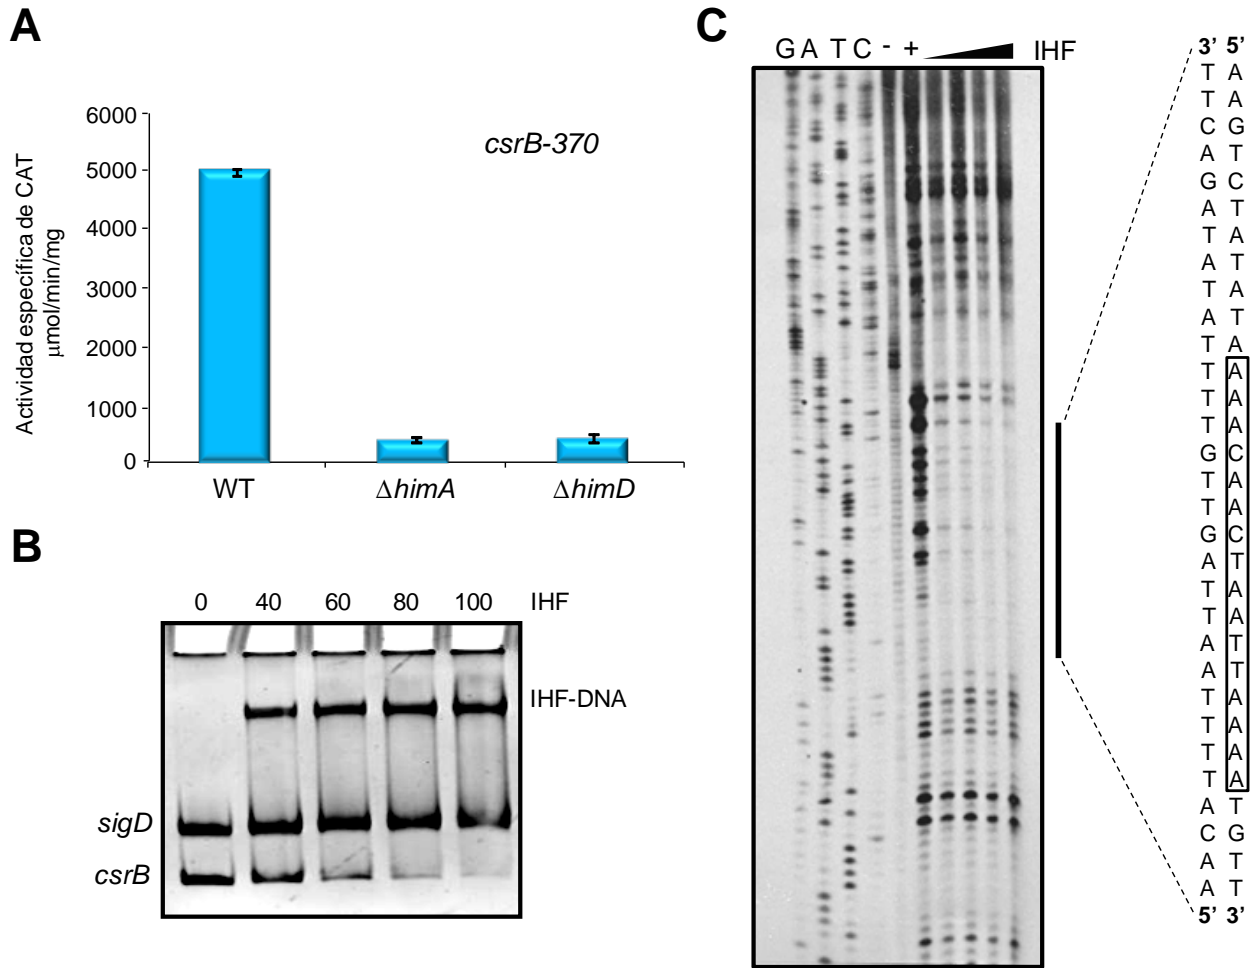 A
6000
5000
4000
3000
2000
1000
0
Actividad específica de CAT
µmol/min/mg
csrB-370
WT ΔhimA ΔhimD
B
0 40 60 80 100 IHF
IHF-DNA
sigD
csrB
C
G A T C - + IHF
3’ 5’
T A
T A
C G
A T
G C
A T
T A
A T
T A
A T
T A
T A
T A
T A
G C
T A
T A
G C
A T
T A
T A
A T
A T
T A
T A
T A
T A
A T
C G
A T
A T
5’ 3’